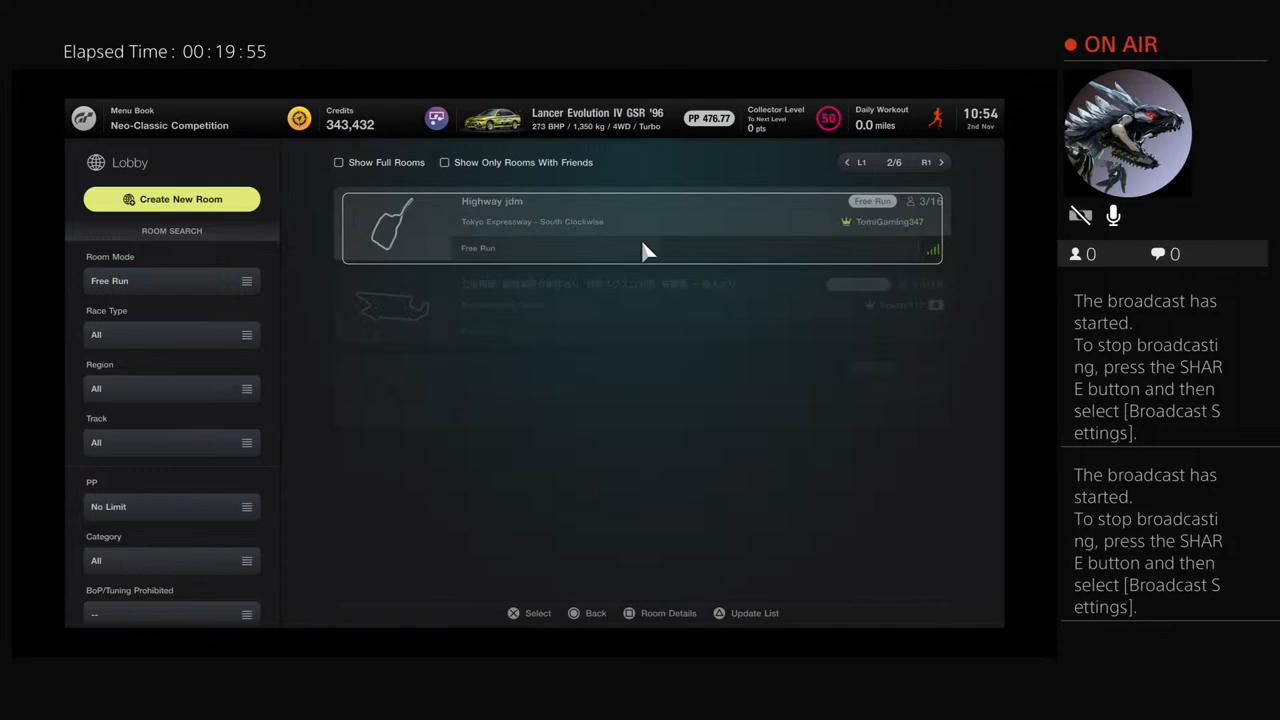 Elapsed Time : 00:19:55
ON AIR
Menu Book
Neo-Classic Competition
Credits
343,432
Lancer Evolution IV GSR '96
273 BHP / 1,350 kg / 4WD / Turbo
PP 476.77
Collector Level
To Next Level
0 pts
50
Daily Workout
0.0 miles
10:54
2nd Nov
Lobby
Show Full Rooms
Show Only Rooms With Friends
L1
2/6
R1
Create New Room
ROOM SEARCH
Room Mode
Free Run
Race Type
All
Region
All
Track
All
PP
No Limit
Category
All
BoP/Tuning Prohibited
--
Highway jdm
Free Run
3/16
Tokyo Expressway - South Clockwise
TomiGaming347
Free Run
Select
Back
Room Details
Update List
0
0
The broadcast has
started.
To stop broadcasti
ng, press the SHAR
E button and then
select [Broadcast S
ettings].
The broadcast has
started.
To stop broadcasti
ng, press the SHAR
E button and then
select [Broadcast S
ettings].